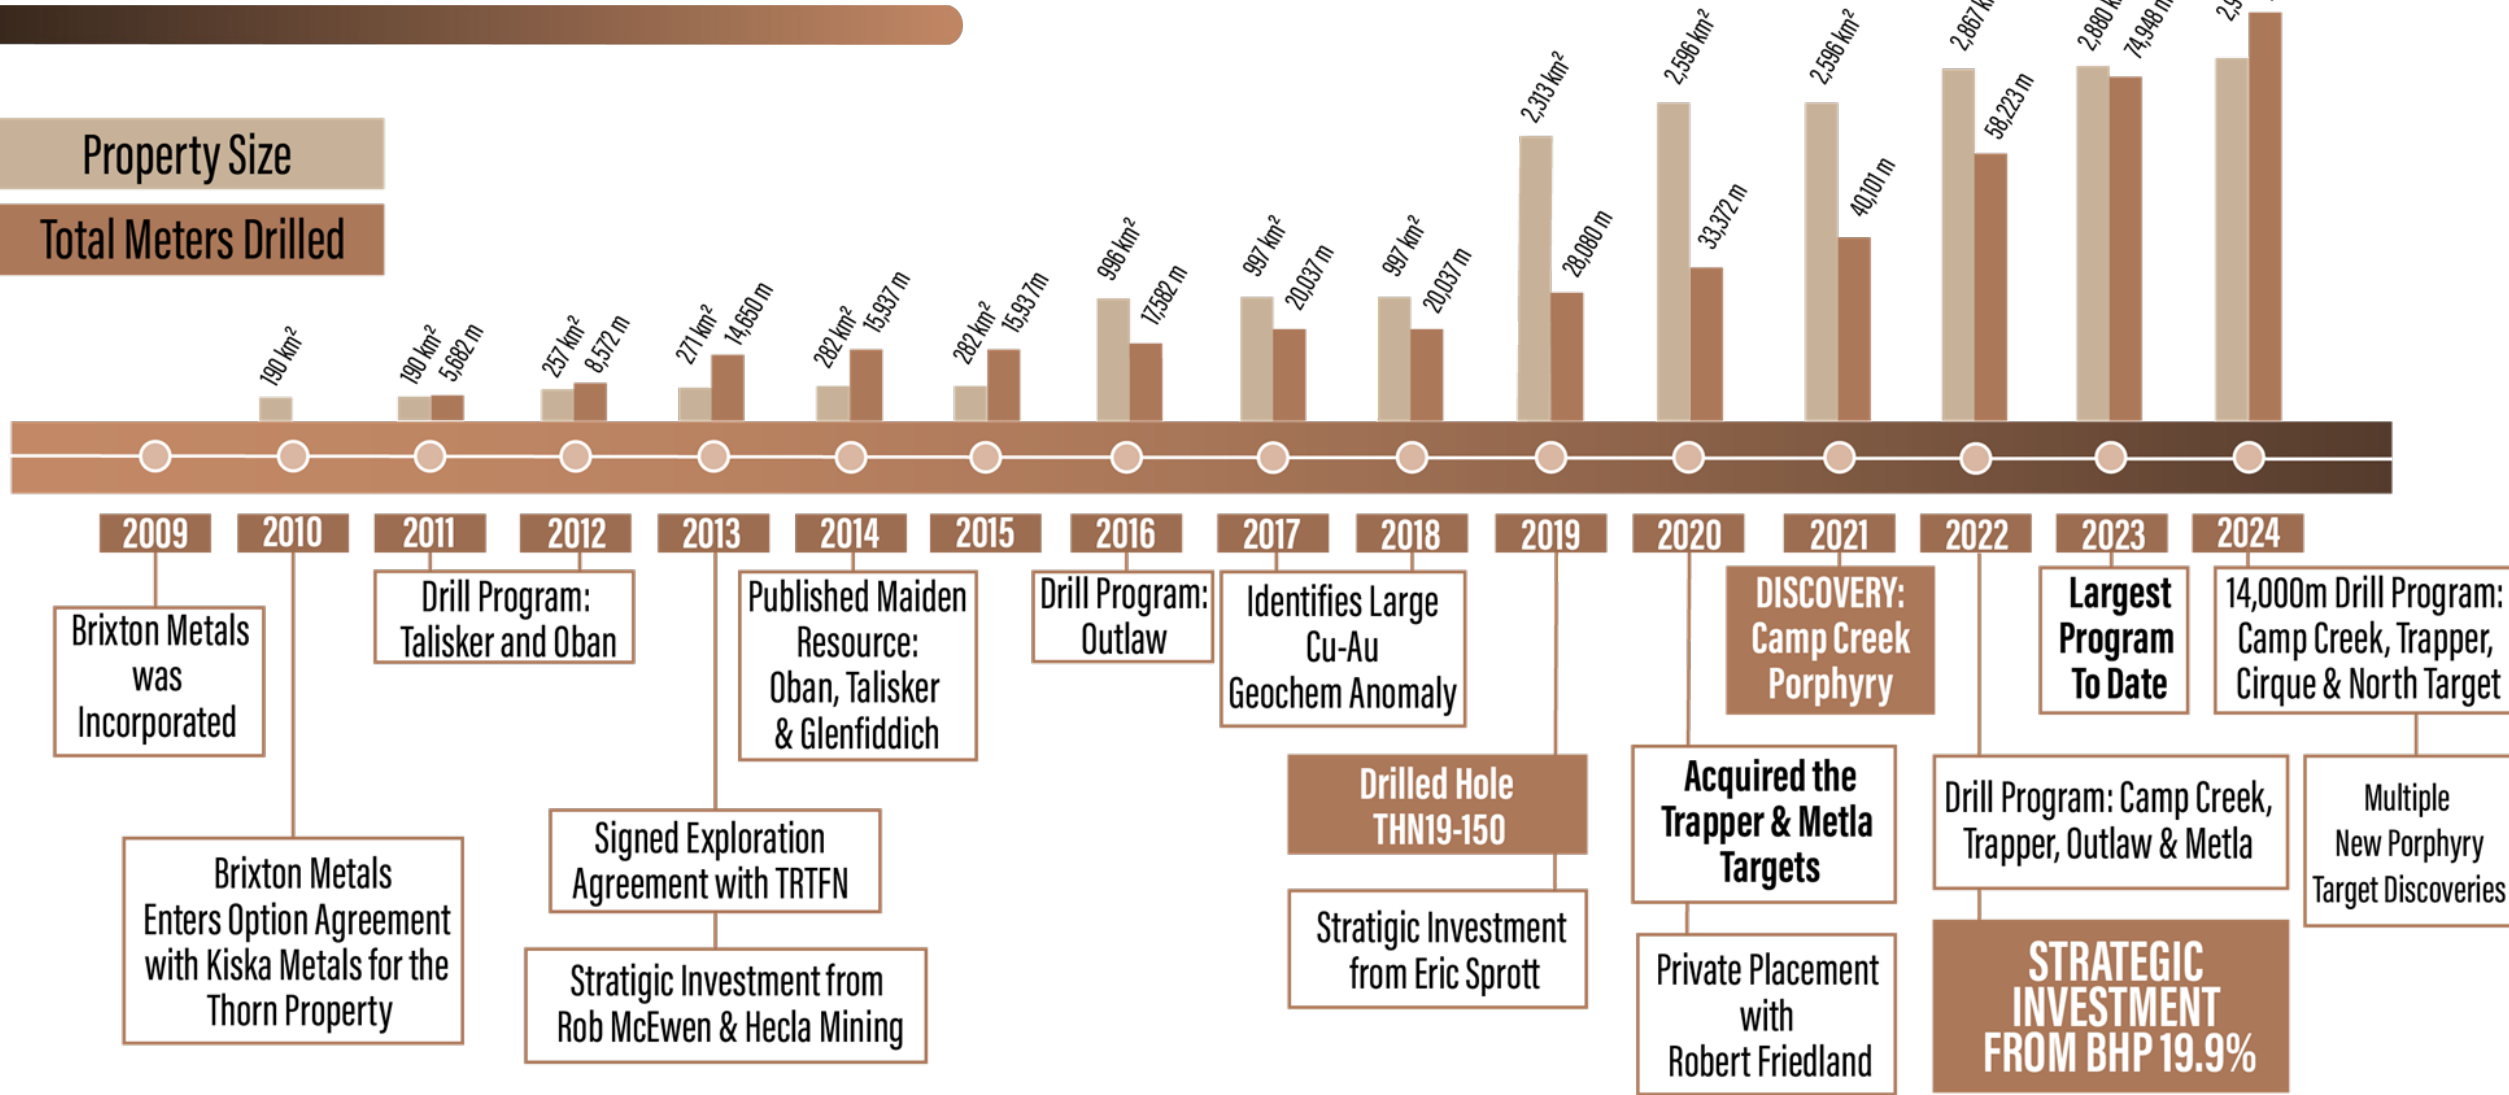 Property Size
Total Meters Drilled
190 km²
190 km²
5,682 m
257 km²
8,572 m
271 km²
14,650 m
282 km²
15,937 m
282 km²
15,937m
996 km²
17,582 m
997 km²
20,037 m
997 km²
20,037 m
2,313 km²
28,080 m
2,596 km²
33,372 m
2,596 km²
40,101 m
2,867
58,223 m
2,880
74,948 m
2009
2010
2011
2012
2013
2014
2015
2016
2017
2018
2019
2020
2021
2022
2023
2024
Brixton Metals
was
Incorporated
Brixton Metals
Enters Option Agreement
with Kiska Metals for the
Thorn Property
Drill Program:
Talisker and Oban
Signed Exploration
Agreement with TRTFN
Stratigic Investment from
Rob McEwen & Hecla Mining
Published Maiden
Resource:
Oban, Talisker
& Glenfiddich
Drill Program:
Outlaw
Identifies Large
Cu-Au
Geochem Anomaly
Drilled Hole
THN19-150
Stratigic Investment
from Eric Sprott
Acquired the
Trapper & Metla
Targets
Private Placement
with
Robert Friedland
DISCOVERY:
Camp Creek
Porphyry
Drill Program: Camp Creek,
Trapper, Outlaw & Metla
STRATEGIC
INVESTMENT
FROM BHP 19.9%
Largest
Program
To Date
14,000m Drill Program:
Camp Creek, Trapper,
Cirque & North Target
Multiple
New Porphyry
Target Discoveries